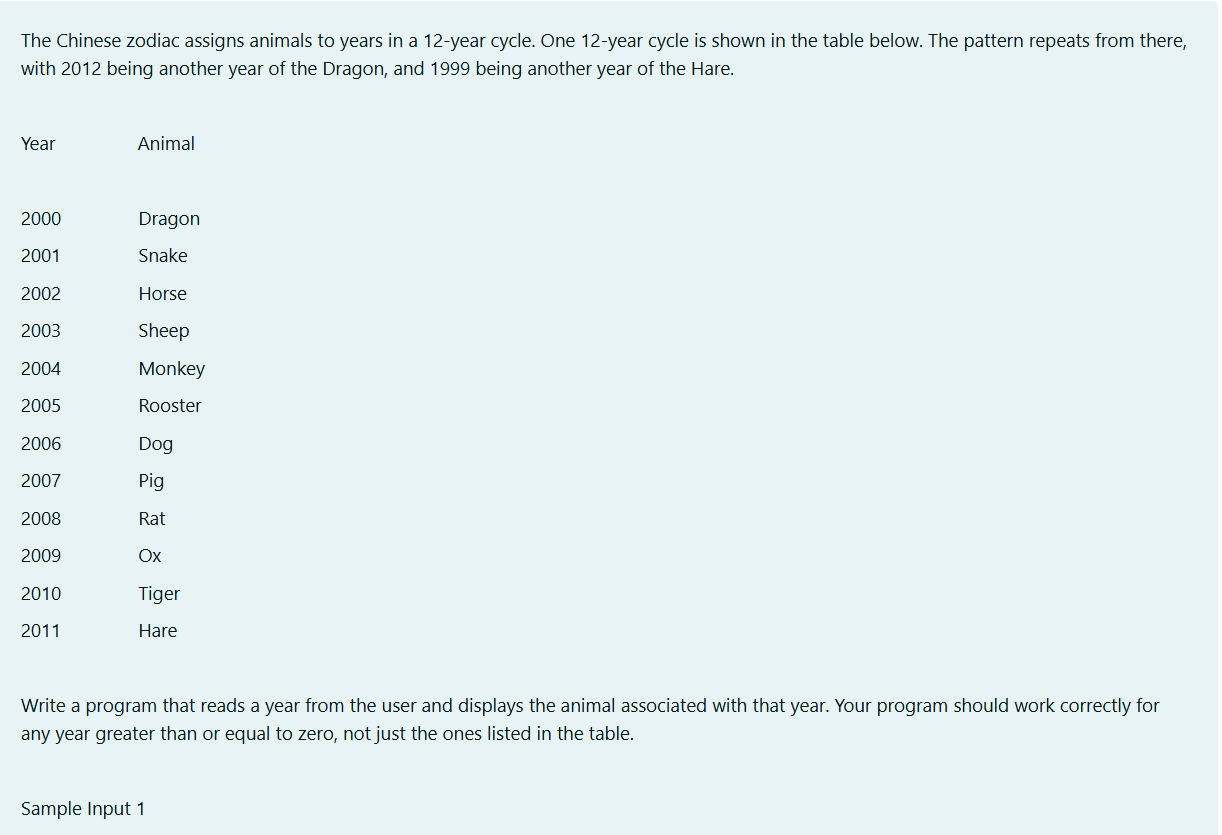 The Chinese zodiac assigns animals to years in a 12-year cycle. One 12-year cycle is shown in the table below. The pattern repeats from there,
with 2012 being another year of the Dragon, and 1999 being another year of the Hare.
Year Animal
2000 Dragon
2001 Snake
2002 Horse
2003 Sheep
2004 Monkey
2005 Rooster
2006 Dog
2007 Pig
2008 Rat
2009 Ox
2010 Tiger
2011 Hare
Write a program that reads a year from the user and displays the animal associated with that year. Your program should work correctly for
any year greater than or equal to zero, not just the ones listed in the table.
Sample Input 1